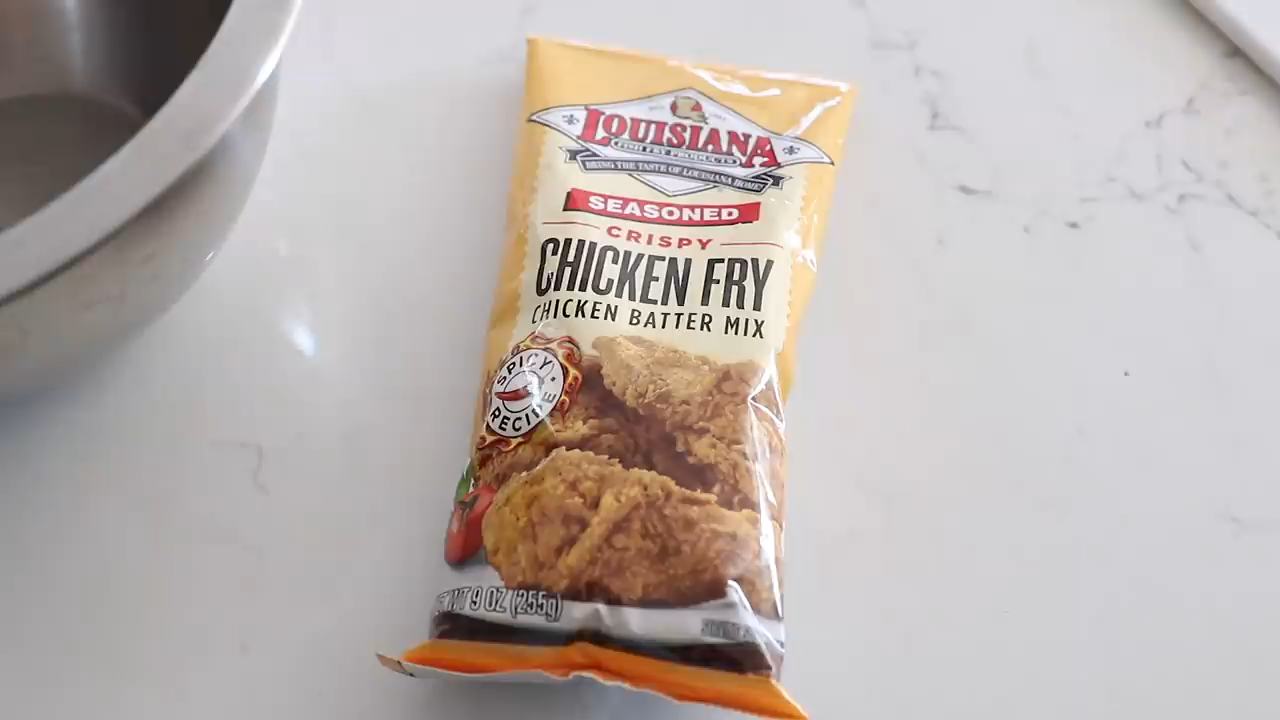 LOUISIANA
FISH FRY PRODUCTS
BRING THE TASTE OF LOUISIANA HOME!
SEASONED
CRISPY
CHICKEN FRY
CHICKEN BATTER MIX
SPICY
RECIPE
WT 9 OZ (255g)